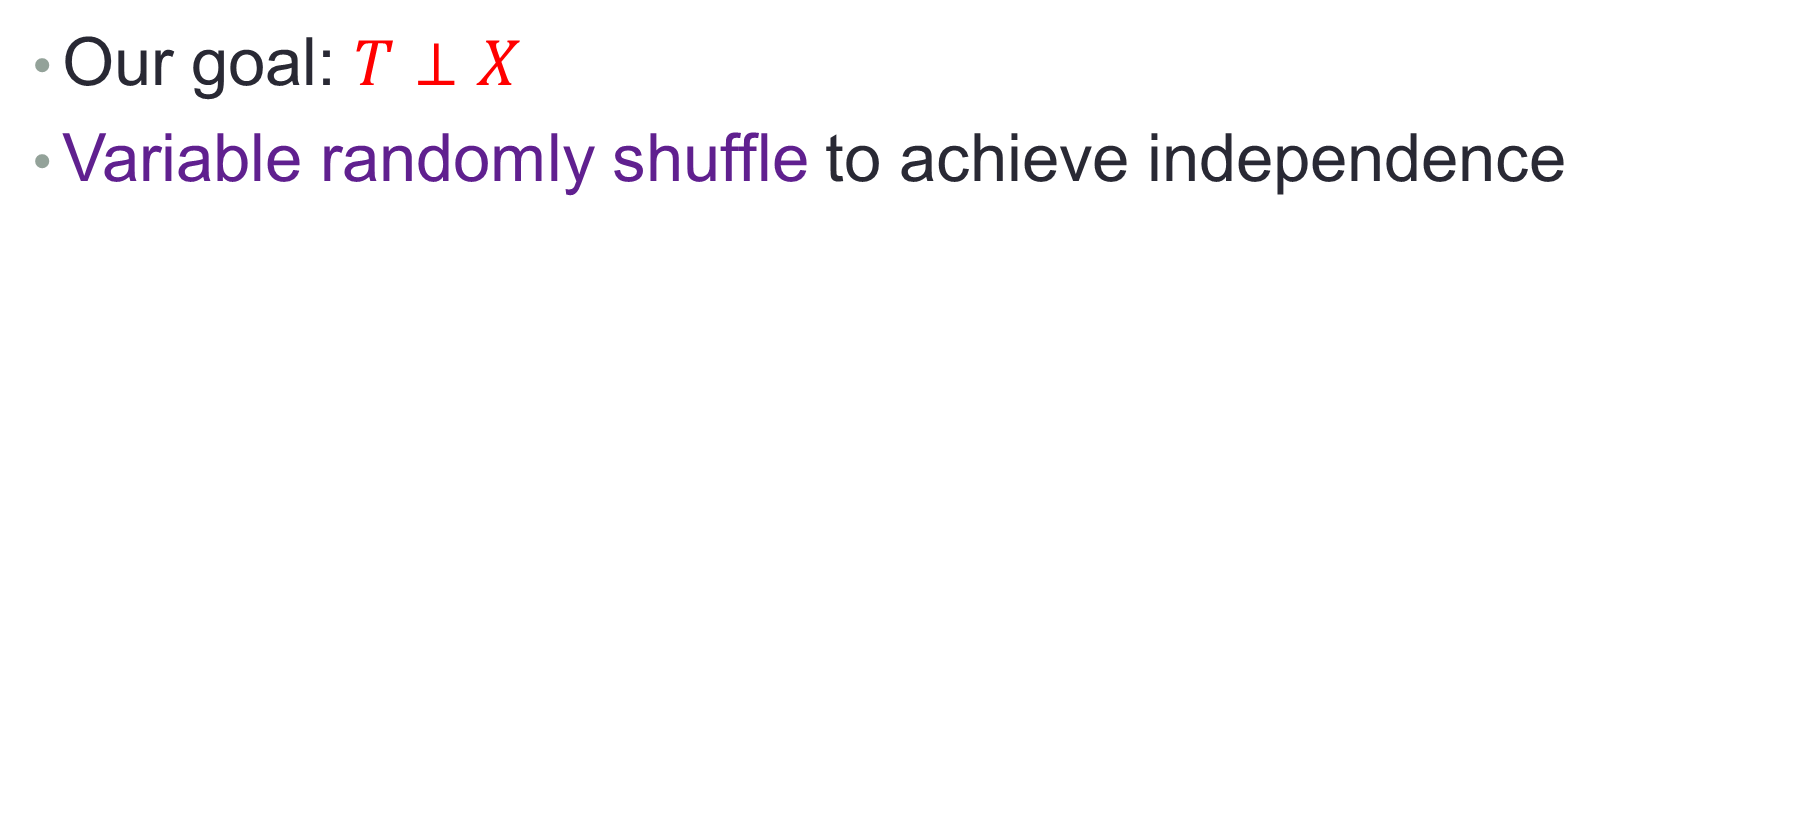 • Our goal: T ⊥ X
• Variable randomly shuffle to achieve independence